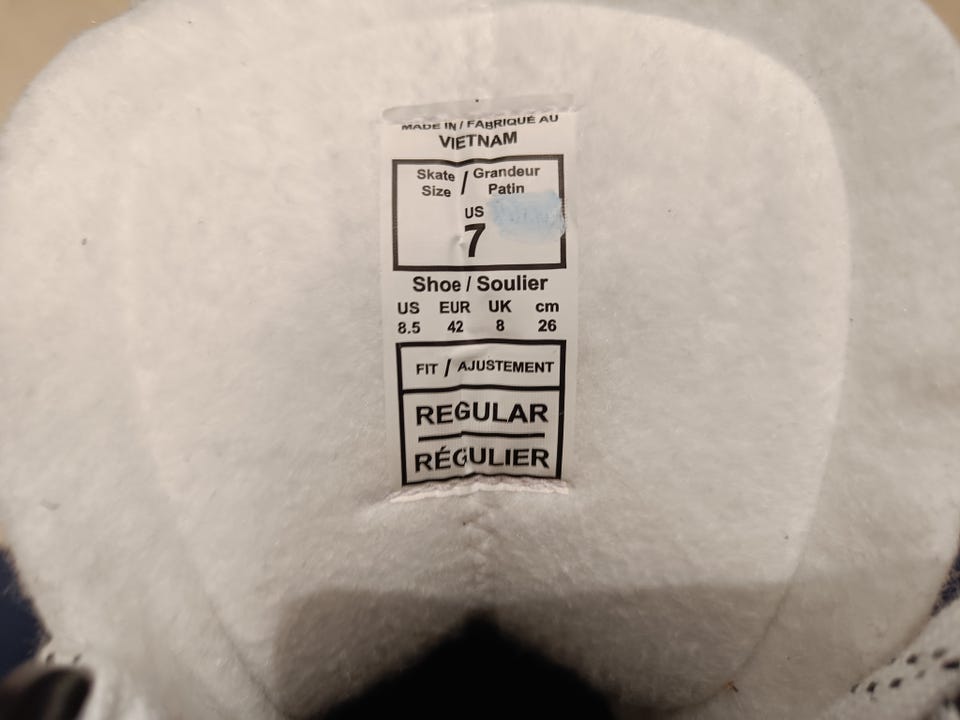 MADE IN / FABRIQUÉ AU
VIETNAM
Skate Size / Grandeur Patin
US
7
Shoe / Soulier
US EUR UK cm
8.5 42 8 26
FIT / AJUSTEMENT
REGULAR
RÉGULIER